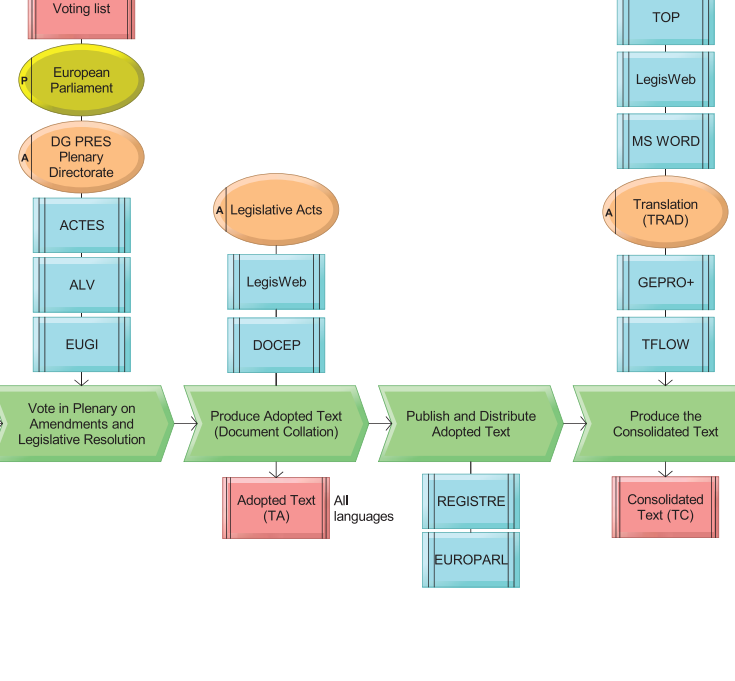 Voting list
P
European
Parliament
A
DG PRES
Plenary
Directorate
ACTES
ALV
EUGI
Vote in Plenary on
Amendments and
Legislative Resolution
A
Legislative Acts
LegisWeb
DOCEP
Produce Adopted Text
(Document Collation)
Adopted Text
(TA)
All
languages
Publish and Distribute
Adopted Text
REGISTRE
EUROPARL
TOP
LegisWeb
MS WORD
A
Translation
(TRAD)
GEPRO+
TFLOW
Produce the
Consolidated Text
Consolidated
Text (TC)